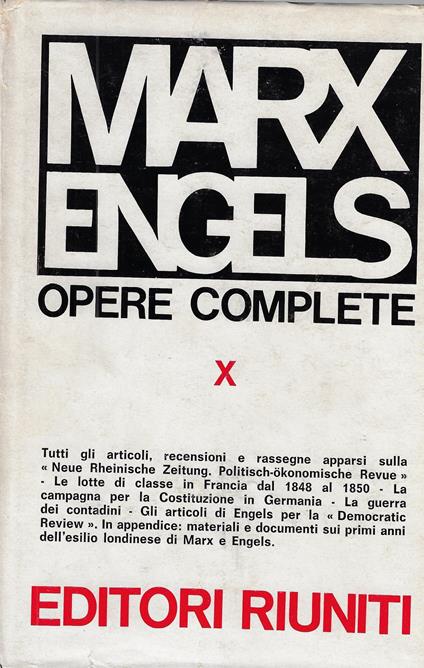 MARX
ENGELS
OPERE COMPLETE
X
Tutti gli articoli, recensioni e rassegne apparsi sulla
« Neue Rheinische Zeitung. Politisch-ökonomische Revue »
- Le lotte di classe in Francia dal 1848 al 1850 - La
campagna per la Costituzione in Germania - La guerra
dei contadini - Gli articoli di Engels per la « Democratic
Review ». In appendice: materiali e documenti sui primi anni
dell'esilio londinese di Marx e Engels.
EDITORI RIUNITI